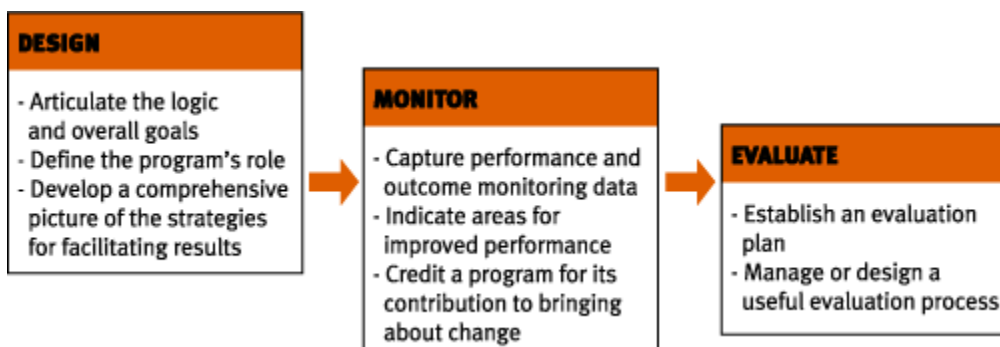 DESIGN
- Articulate the logic
and overall goals
- Define the program's role
- Develop a comprehensive
picture of the strategies
for facilitating results
MONITOR
- Capture performance and
outcome monitoring data
- Indicate areas for
improved performance
- Credit a program for its
contribution to bringing
about change
EVALUATE
- Establish an evaluation
plan
- Manage or design a
useful evaluation process